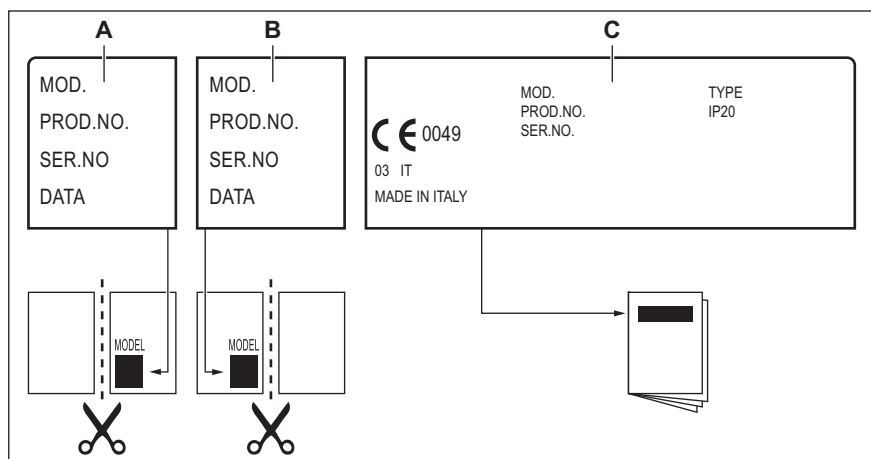 A
B
C
MOD.
PROD.NO.
SER.NO
DATA
MOD.
PROD.NO.
SER.NO
DATA
MOD.
PROD.NO.
SER.NO.
TYPE
IP20
CE 0049
03 IT
MADE IN ITALY
MODEL
MODEL